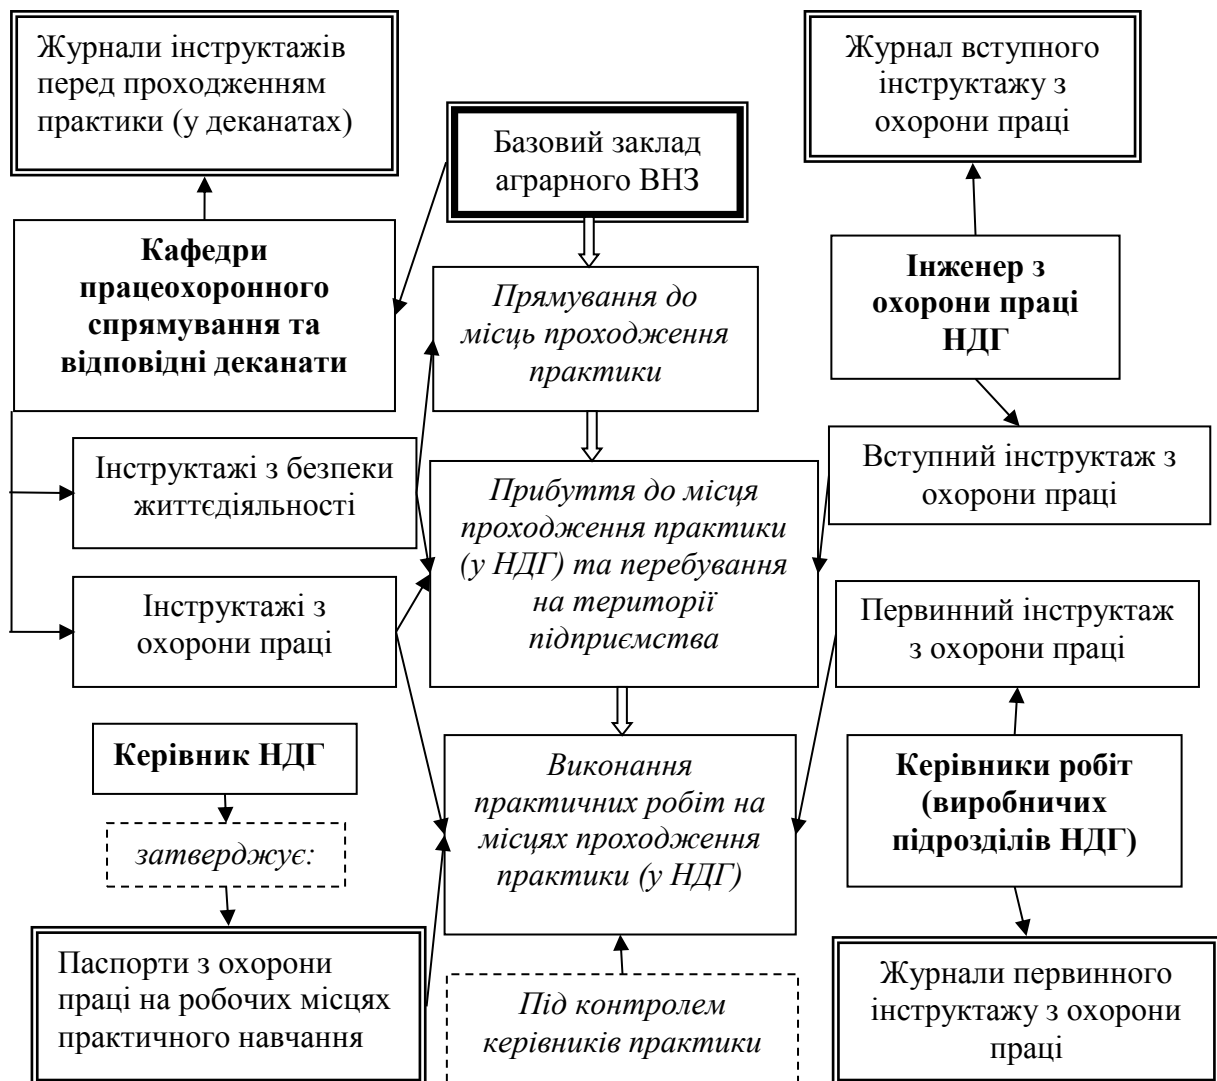 Журнали інструктажів
перед проходженням
практики (у деканатах)
Базовий заклад
аграрного ВНЗ
Журнал вступного
інструктажу з
охорони праці
Кафедри
працеохоронного
спрямування та
відповідні деканати
Прямування до
місць проходження
практики
Інженер з
охорони праці
НДГ
Інструктажі з безпеки
життєдіяльності
Прибуття до місця
проходження практики
(у НДГ) та перебування
на території
підприємства
Вступний інструктаж з
охорони праці
Інструктажі з
охорони праці
Первинний інструктаж
з охорони праці
Керівник НДГ
затверджує:
Виконання
практичних робіт на
місцях проходження
практики (у НДГ)
Керівники робіт
(виробничих
підрозділів НДГ)
Паспорти з охорони
праці на робочих місцях
практичного навчання
Під контролем
керівників практики
Журнали первинного
інструктажу з охорони
праці